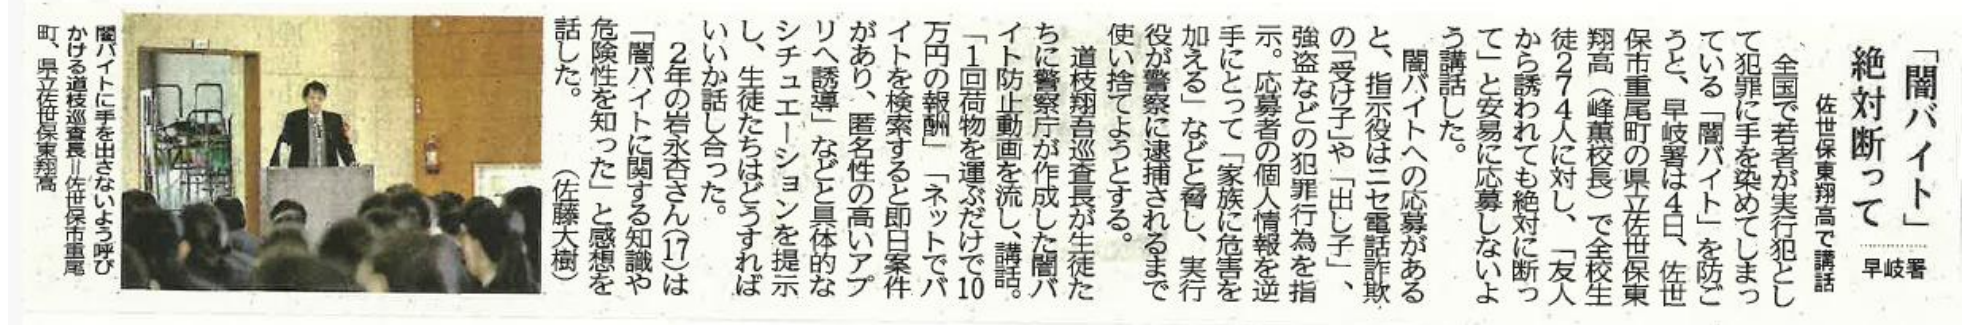 「闇バイト」
絶対断って
早岐署
佐世保東翔高で講話
全国で若者が実行犯とし
て犯罪に手を染めてしまっ
ている「闇バイト」を防ご
うと、早岐署は４日、佐世
保市重尾町の県立佐世保東
翔高（峰薫校長）で全校生
徒２７４人に対し、「友人
から誘われても絶対に断っ
て」と安易に応募しないよ
う講話した。
闇バイトへの応募がある
と、指示役はニセ電話詐欺
の「受け子」や「出し子」、
強盗などの犯罪行為を指
示。応募者の個人情報を逆
手にとって「家族に危害を
加える」などと脅し、実行
役が警察に逮捕されるまで
使い捨てようとする。
道枝翔吾巡査長が生徒た
ちに警察庁が作成した闇バ
イト防止動画を流し、講話。
「１回荷物を運ぶだけで10
万円の報酬」「ネットでバ
イトを検索すると即日案件
があり、匿名性の高いアプ
リへ誘導」などと具体的な
シチュエーションを提示
し、生徒たちはどうすれば
いいか話し合った。
２年の岩永杏さん(17)は
「闇バイトに関する知識や
危険性を知った」と感想を
話した。（佐藤大樹）
闇バイトに手を出さないよう呼び
かける道枝巡査長＝佐世保市重尾
町、県立佐世保東翔高